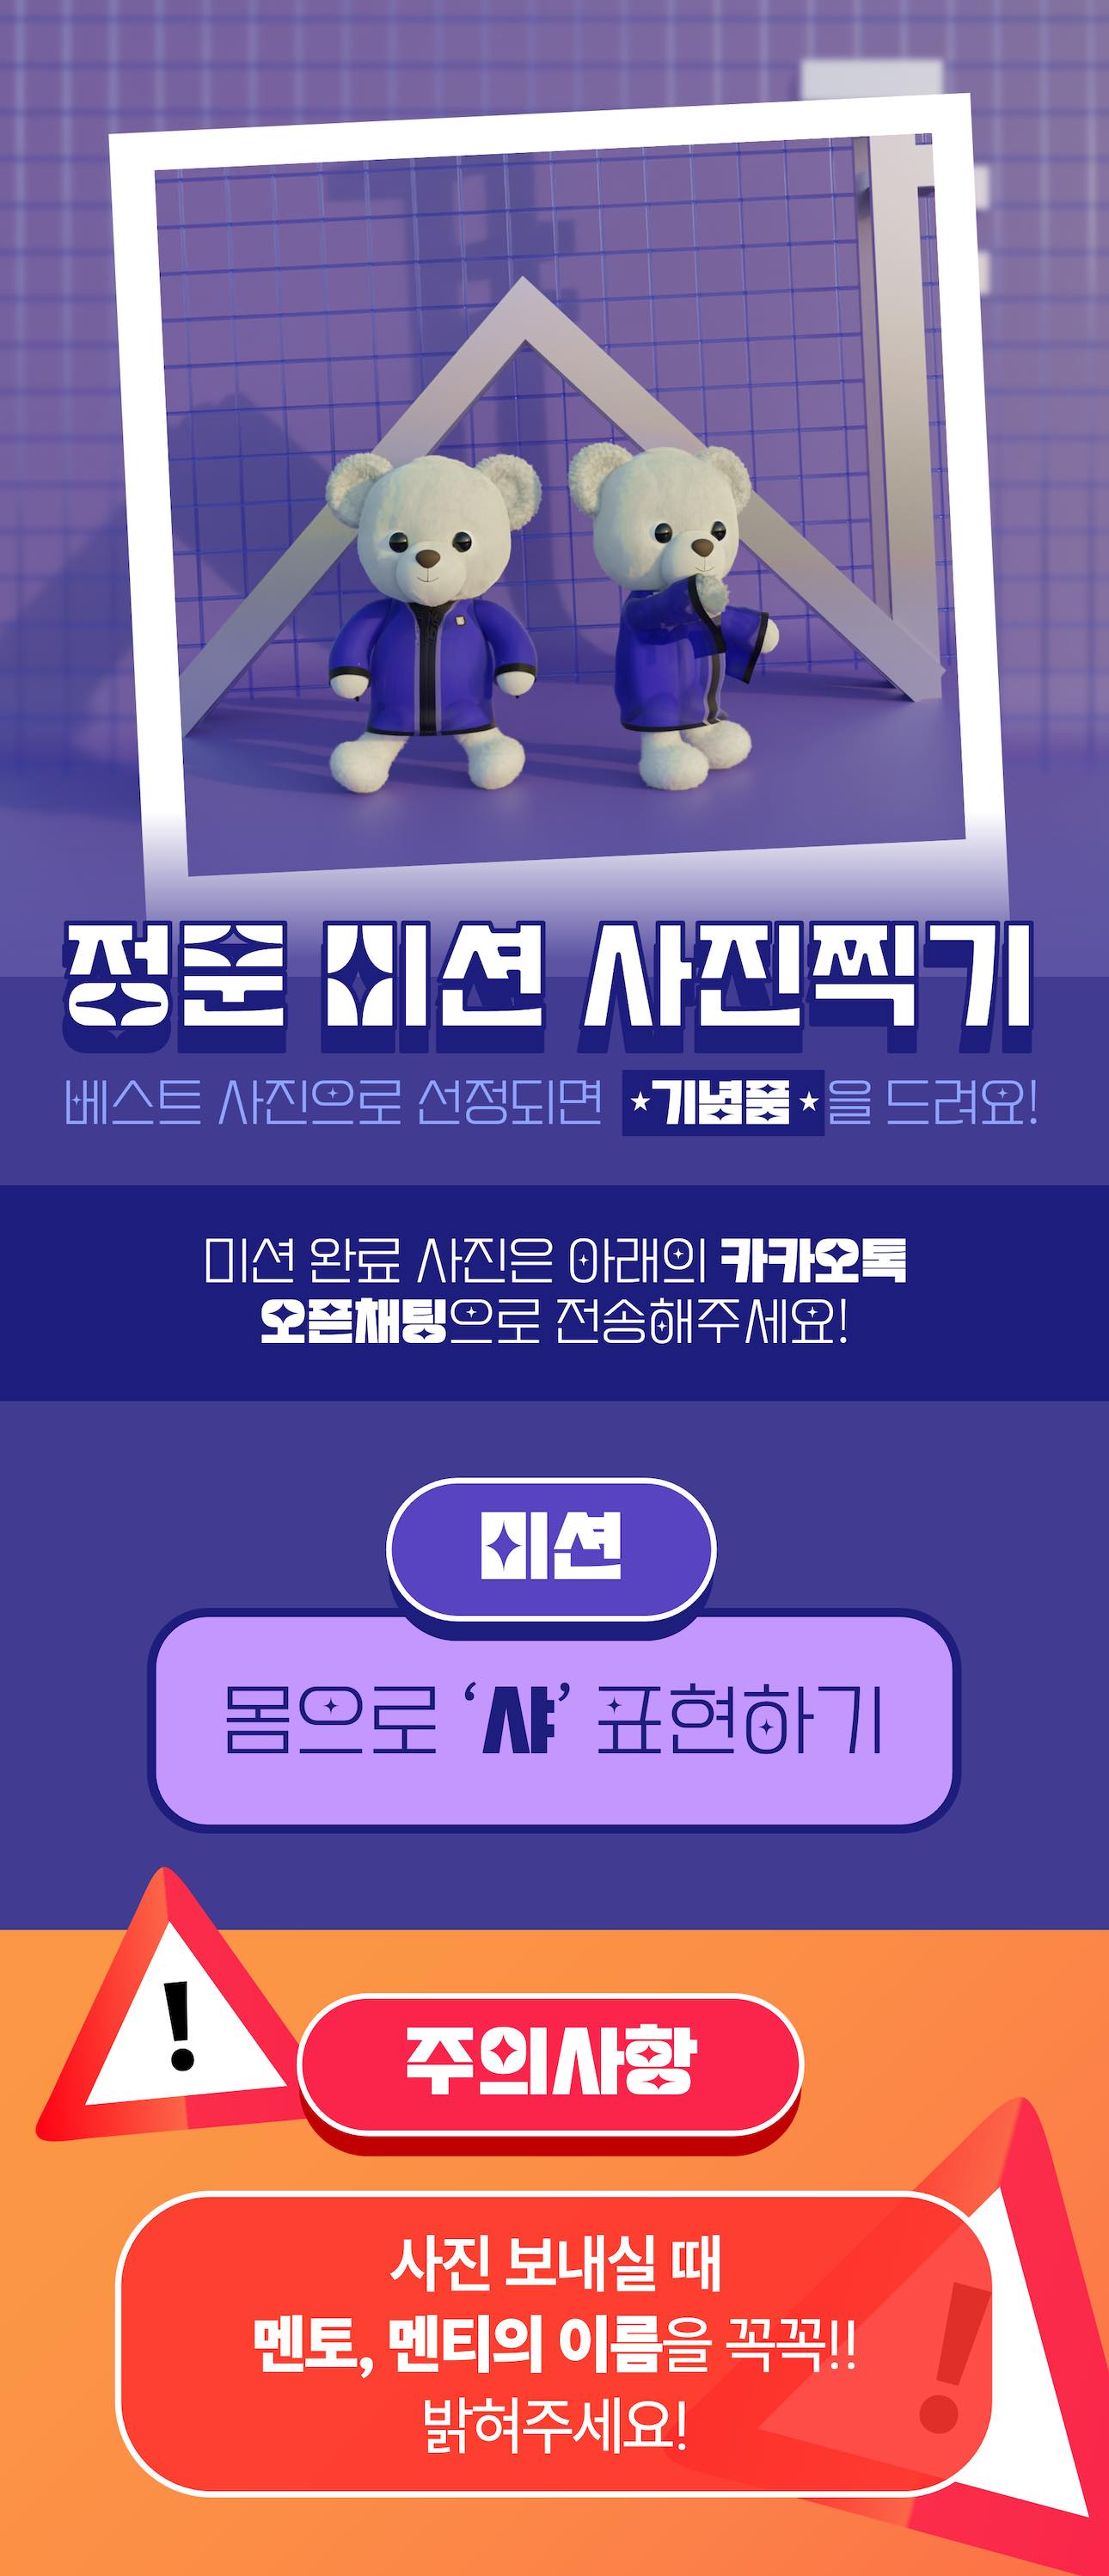 정문 미션 사진찍기
베스트 사진으로 선정되면 ★기념품★을 드려요!
미션 완료 사진은 아래의 카카오톡
오픈채팅으로 전송해주세요!
미션
몸으로 ‘샤’ 표현하기
!
주의사항
사진 보내실 때
멘토, 멘티의 이름을 꼭꼭!!
밝혀주세요!
!